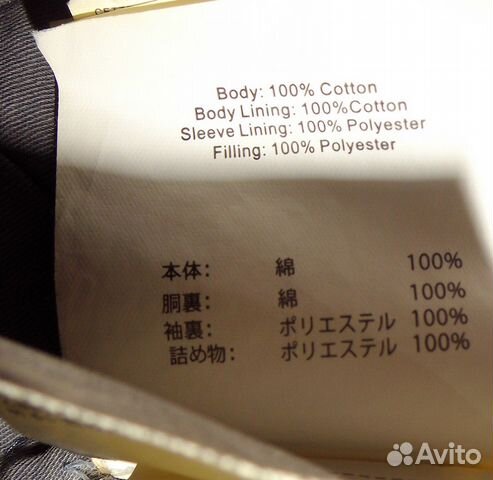 Body: 100% Cotton
Body Lining: 100%Cotton
Sleeve Lining: 100% Polyester
Filling: 100% Polyester
本体: 綿 100%
胴裏: 綿 100%
袖裏: ポリエステル 100%
詰め物: ポリエステル 100%
Avito